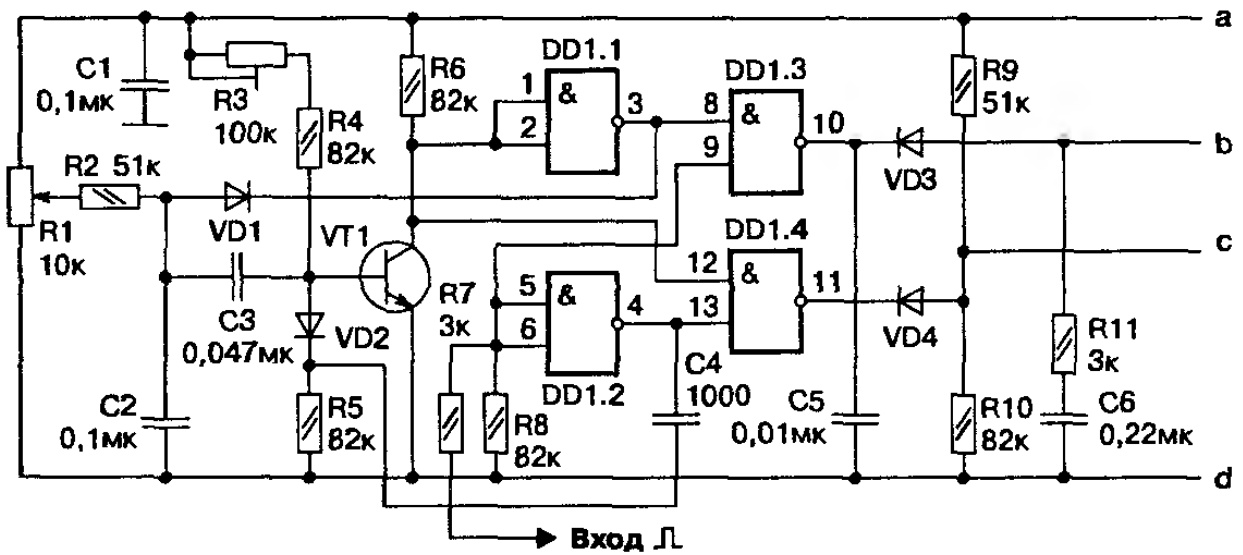 a
C1
0,1мк
R3
100к
R4
82к
R6
82к
DD1.1
1
2
&
3
DD1.3
8
9
&
10
R9
51к
VD3
b
R2 51к
R1
10к
VD1
VT1
C3
0,047мк
VD2
R7
3к
5
6
&
4
DD1.2
DD1.4
12
13
&
11
VD4
c
C2
0,1мк
R5
82к
R8
82к
C4
1000
C5
0,01мк
R10
82к
R11
3к
C6
0,22мк
d
Вход